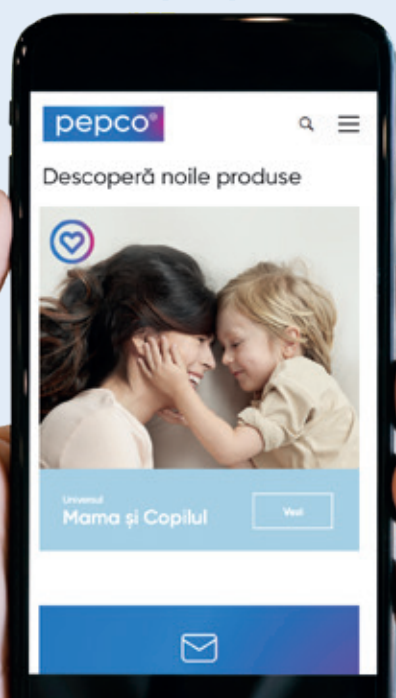 pepco®
Descoperă noile produse
Universul
Mama și Copilul
Vezi